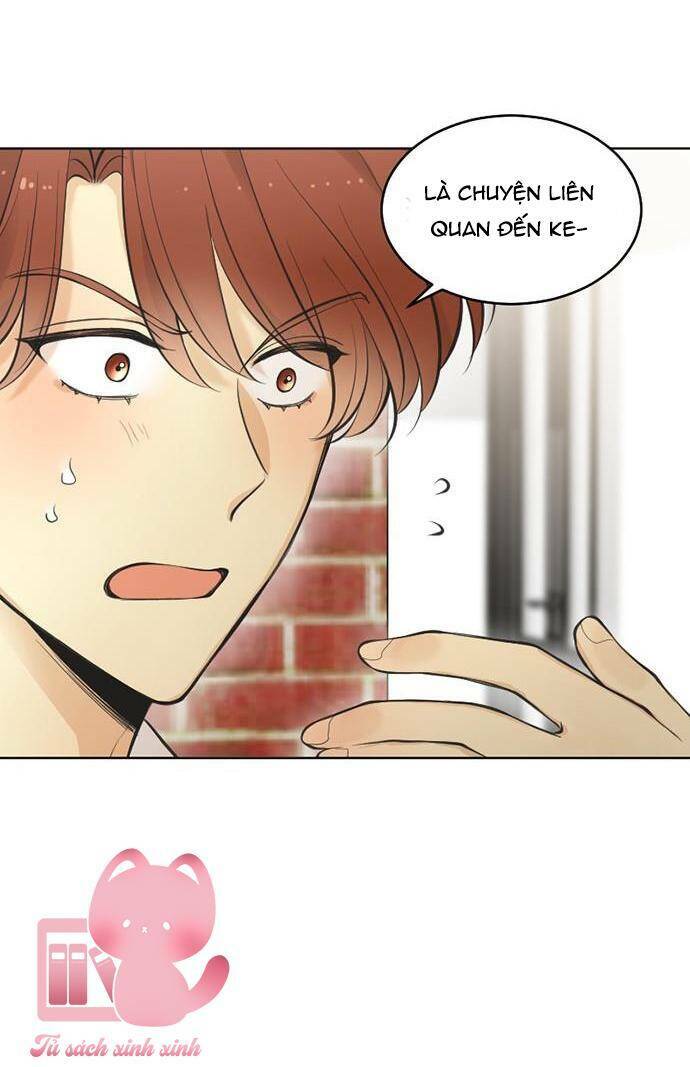 LÀ CHUYỆN LIÊN
QUAN ĐẾN KE-
Tủ sách xinh xinh